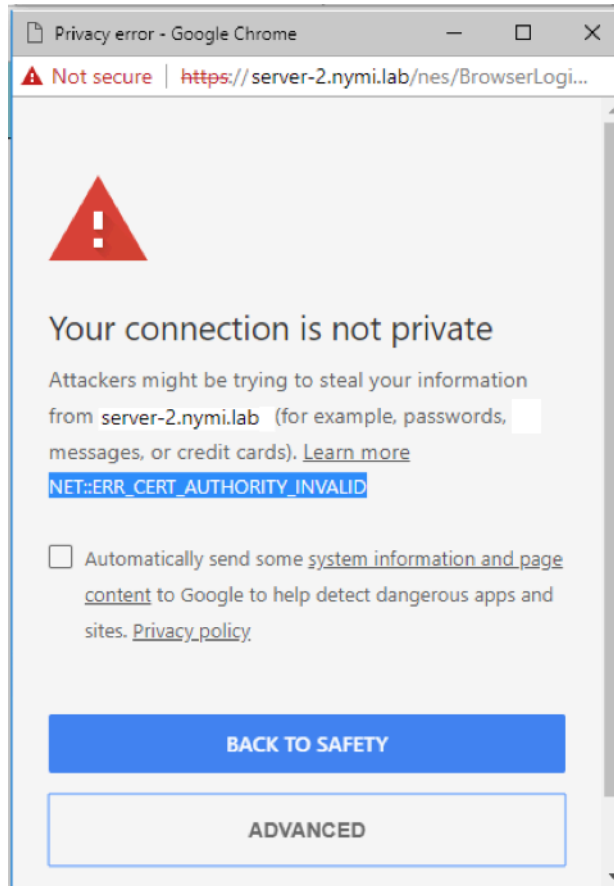 Privacy error - Google Chrome
Not secure | https://server-2.nymi.lab/nes/BrowserLogi...
Your connection is not private
Attackers might be trying to steal your information
from server-2.nymi.lab (for example, passwords,
messages, or credit cards). Learn more
NET::ERR_CERT_AUTHORITY_INVALID
Automatically send some system information and page
content to Google to help detect dangerous apps and
sites. Privacy policy
BACK TO SAFETY
ADVANCED